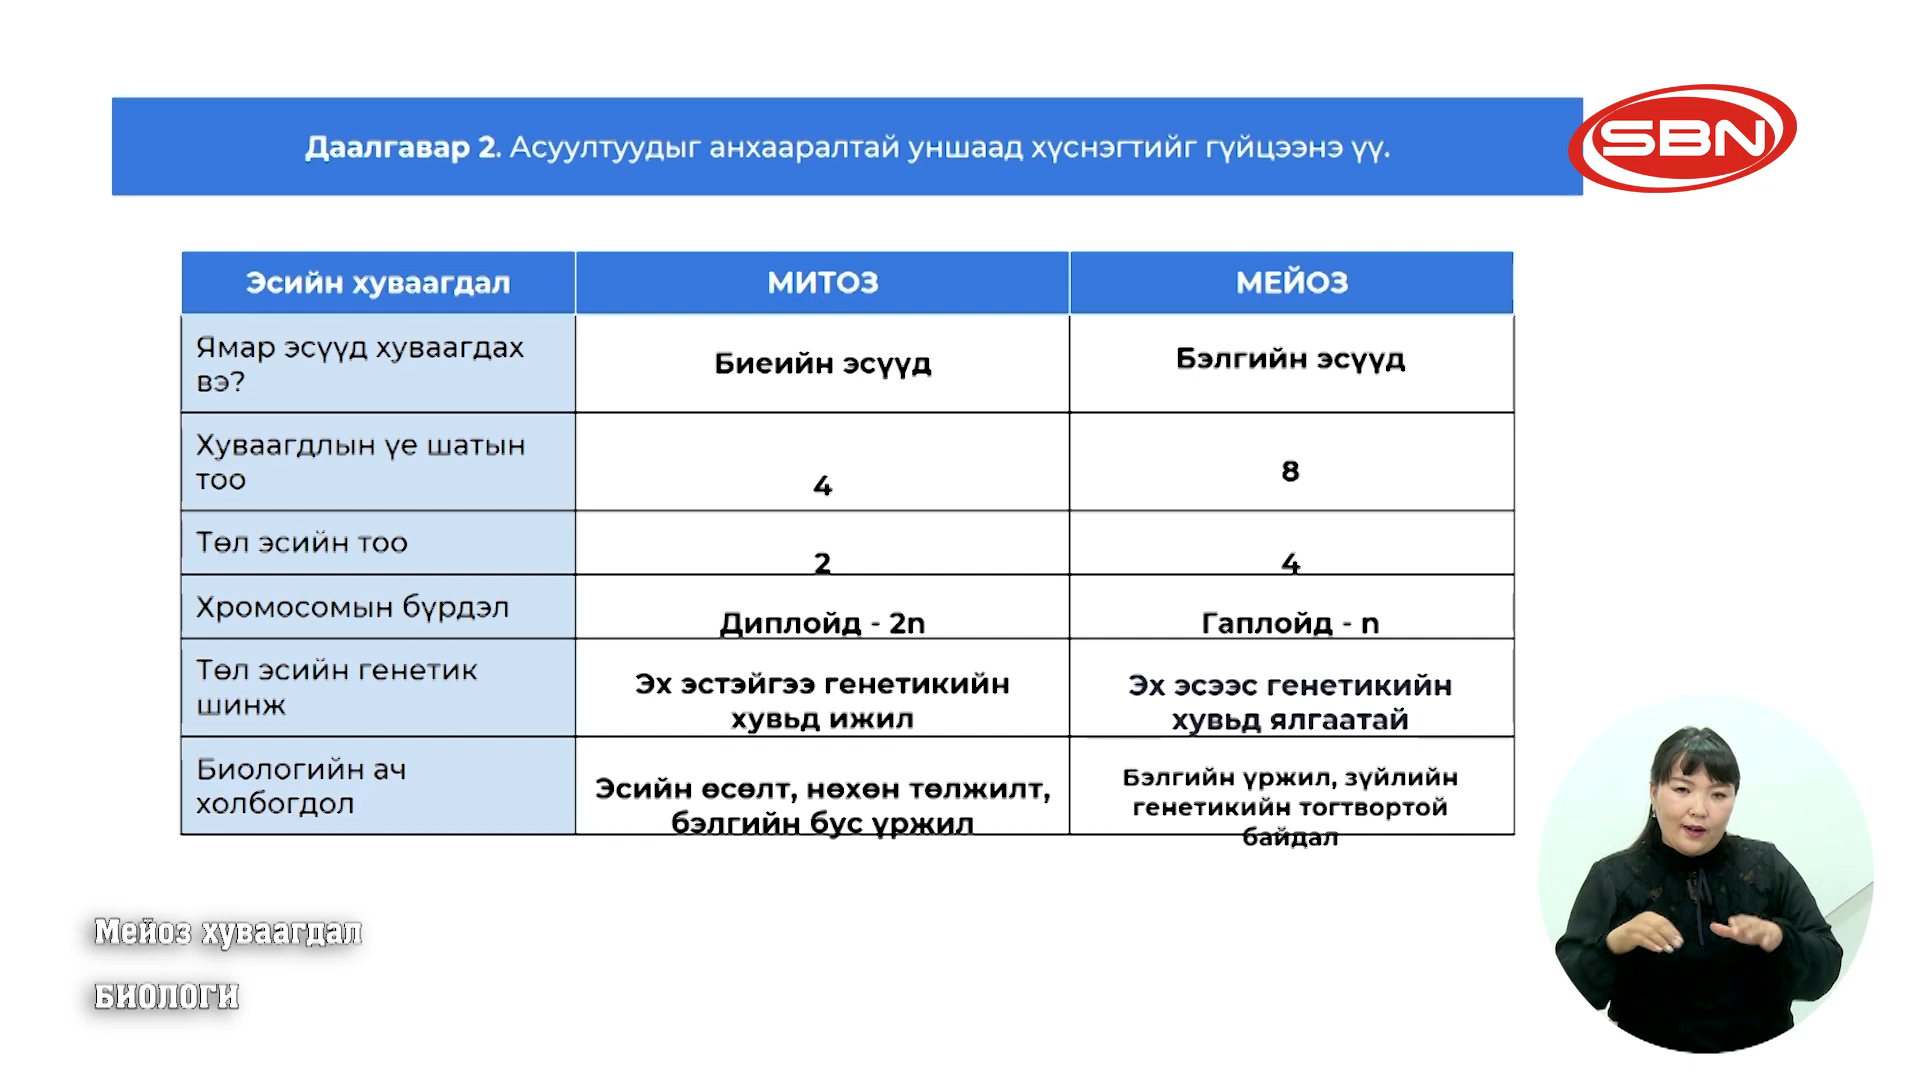 Даалгавар 2. Асуултуудыг анхааралтай уншаад хүснэгтийг гүйцээнэ үү.
SBN
Эсийн хуваагдал
МИТОЗ
МЕЙОЗ
Ямар эсүүд хуваагдах
вэ?
Биеийн эсүүд
Бэлгийн эсүүд
Хуваагдлын үе шатын
тоо
4
8
Төл эсийн тоо
2
4
Хромосомын бүрдэл
Диплойд - 2n
Гаплойд - n
Төл эсийн генетик
шинж
Эх эстэйгээ генетикийн
хувьд ижил
Эх эсээс генетикийн
хувьд ялгаатай
Биологийн ач
холбогдол
Эсийн өсөлт, нөхөн төлжилт,
бэлгийн бус үржил
Бэлгийн үржил, зүйлийн
генетикийн тогтвортой
байдал
Мейоз хуваагдал
БИОЛОГИ